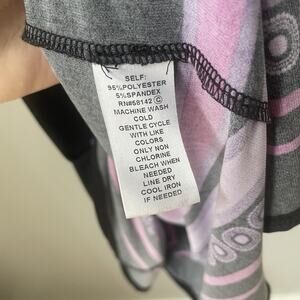 SELF:
95%POLYESTER
5%SPANDEX
RN#58142 C
MACHINE WASH
COLD
GENTLE CYCLE
WITH LIKE
COLORS
ONLY NON
CHLORINE
BLEACH WHEN
NEEDED
LINE DRY
COOL IRON
IF NEEDED